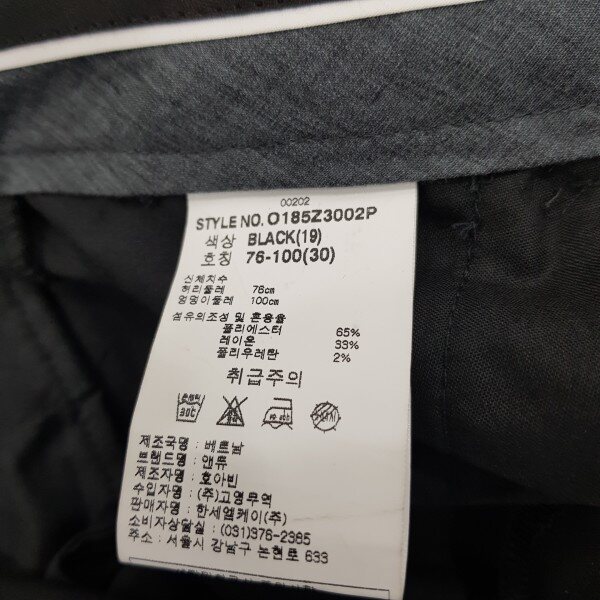 00202
STYLE NO. O185Z3002P
색상 BLACK(19)
호칭 76-100(30)
신체치수
허리둘레 76cm
엉덩이둘레 100cm
섬유의조성 및 혼용율
폴리에스터 65%
레이온 33%
폴리우레탄 2%
취급주의
제조국명 : 베트남
트랜드명 : 앤듀
제조자명 : 호아빈
수입자명 : (주)고영무역
판매자명 : 한세엠케이(주)
소비자상담실 : (031)376-2385
주소 : 서울시 강남구 논현로 633